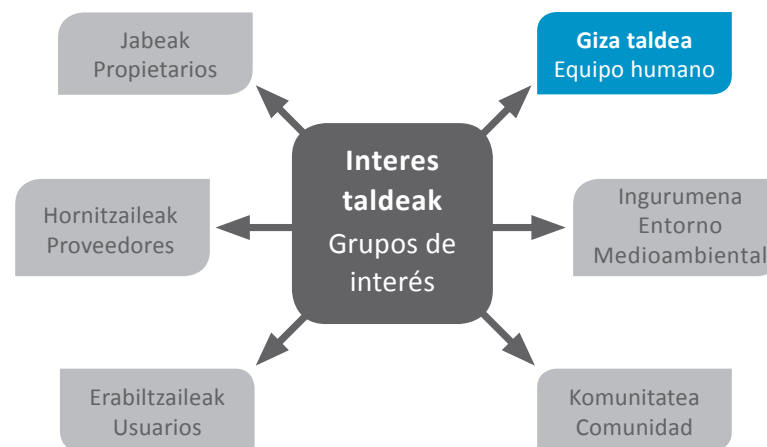 Jabeak
Propietarios
Giza taldea
Equipo humano
Interes
taldeak
Grupos de
interés
Hornitzaileak
Proveedores
Ingurumena
Entorno
Medioambiental
Erabiltzaileak
Usuarios
Komunitatea
Comunidad